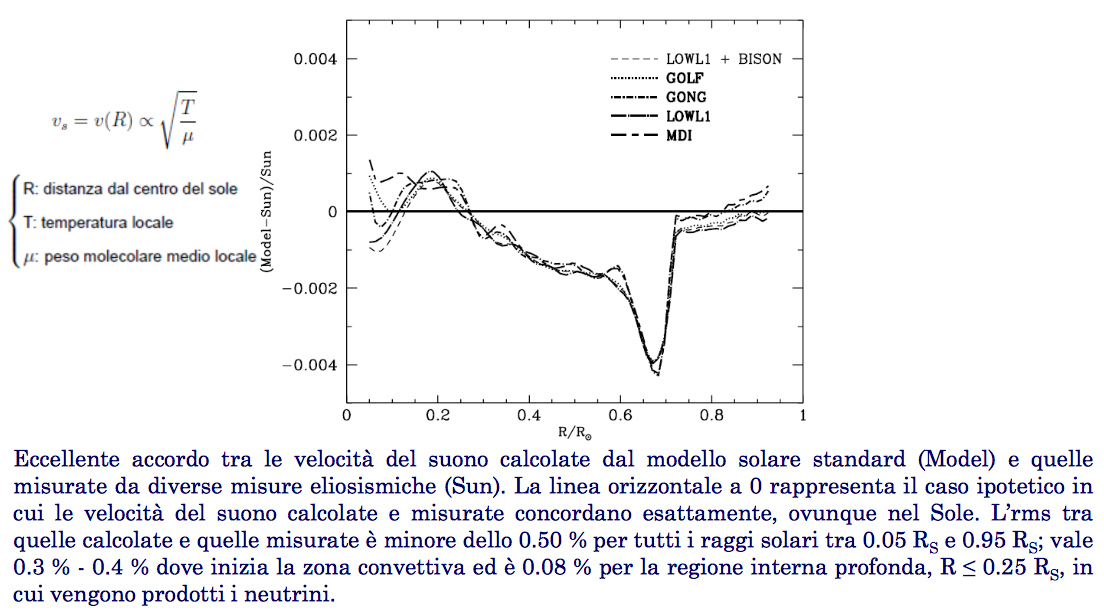 v_s = v(R) ∝ √(T/μ)
R: distanza dal centro del sole
T: temperatura locale
μ: peso molecolare medio locale
(Model−Sun)/Sun
0.004
0.002
0
−0.002
−0.004
LOWL1 + BISON
GOLF
GONG
LOWL1
MDI
0 0.2 0.4 0.6 0.8 1
R/R⊙
Eccellente accordo tra le velocità del suono calcolate dal modello solare standard (Model) e quelle
misurate da diverse misure eliosismiche (Sun). La linea orizzontale a 0 rappresenta il caso ipotetico in
cui le velocità del suono calcolate e misurate concordano esattamente, ovunque nel Sole. L'rms tra
quelle calcolate e quelle misurate è minore dello 0.50 % per tutti i raggi solari tra 0.05 R_S e 0.95 R_S; vale
0.3 % - 0.4 % dove inizia la zona convettiva ed è 0.08 % per la regione interna profonda, R ≤ 0.25 R_S, in
cui vengono prodotti i neutrini.